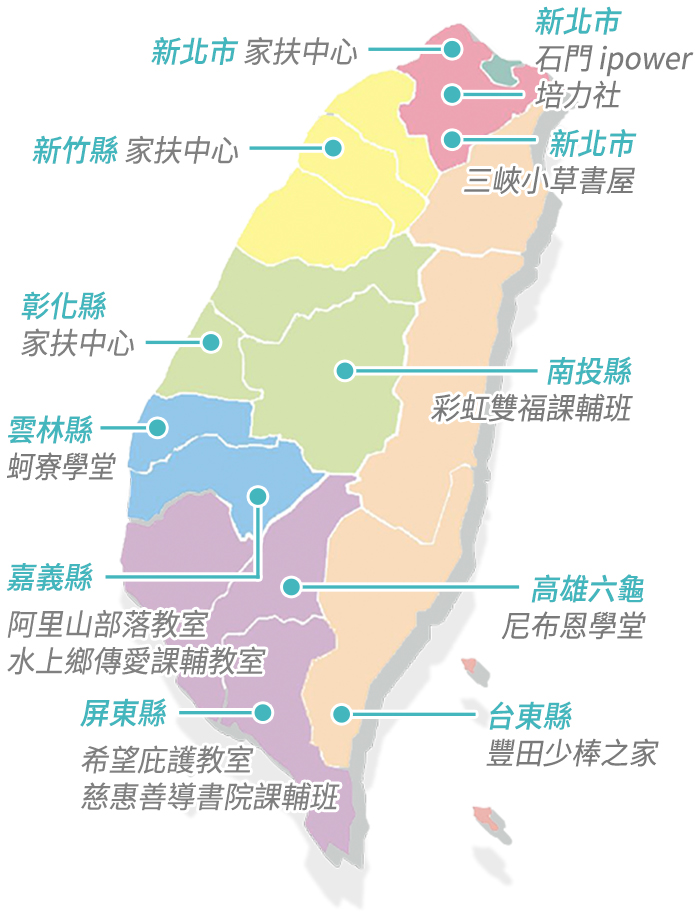 新北市
石門 ipower
培力社
新北市 家扶中心
新竹縣 家扶中心
新北市
三峽小草書屋
彰化縣
家扶中心
南投縣
彩虹雙福課輔班
雲林縣
蚵寮學堂
嘉義縣
阿里山部落教室
水上鄉傳愛課輔教室
高雄六龜
尼布恩學堂
屏東縣
希望庇護教室
慈惠善導書院課輔班
台東縣
豐田少棒之家